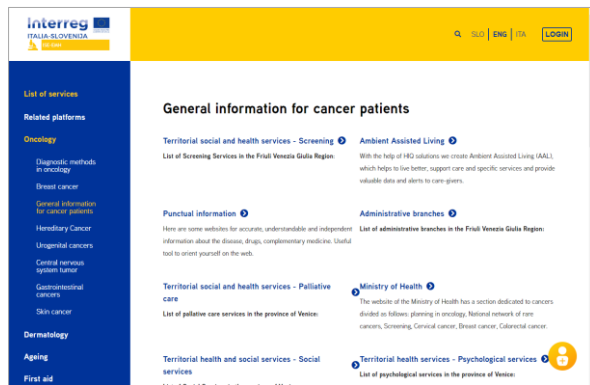 Interreg
ITALIA-SLOVENIJA
SLO | ENG | ITA
LOGIN
List of services
Related platforms
Oncology
Diagnostic methods
in oncology
Breast cancer
General information
for cancer patients
Hereditary Cancer
Urogenital cancers
Central nervous
system tumor
Gastrointestinal
cancers
Skin cancer
Dermatology
Ageing
First aid
General information for cancer patients
Territorial social and health services - Screening
List of Screening Services in the Friuli Venezia Giulia Region:
Ambient Assisted Living
With the help of HIQ solutions we create Ambient Assisted Living (AAL),
which helps to live better, support care and specific services and provide
valuable data and alerts to care-givers.
Punctual information
Here are some websites for accurate, understandable and independent
information about the disease, drugs, complementary medicine. Useful
tool to orient yourself on the web.
Administrative branches
List of administrative branches in the Friuli Venezia Giulia Region:
Territorial social and health services - Palliative
care
List of pallative care services in the province of Venice:
Ministry of Health
The website of the Ministry of Health has a section dedicated to cancers
divided as follows: planning in oncology, National network of rere
cancers, Screening, Cervical cancer, Breast cancer, Calorectal cancer.
Territorial health and social services - Social
services
Territorial health services - Psychological services
List of psychological services in the province of Venice: